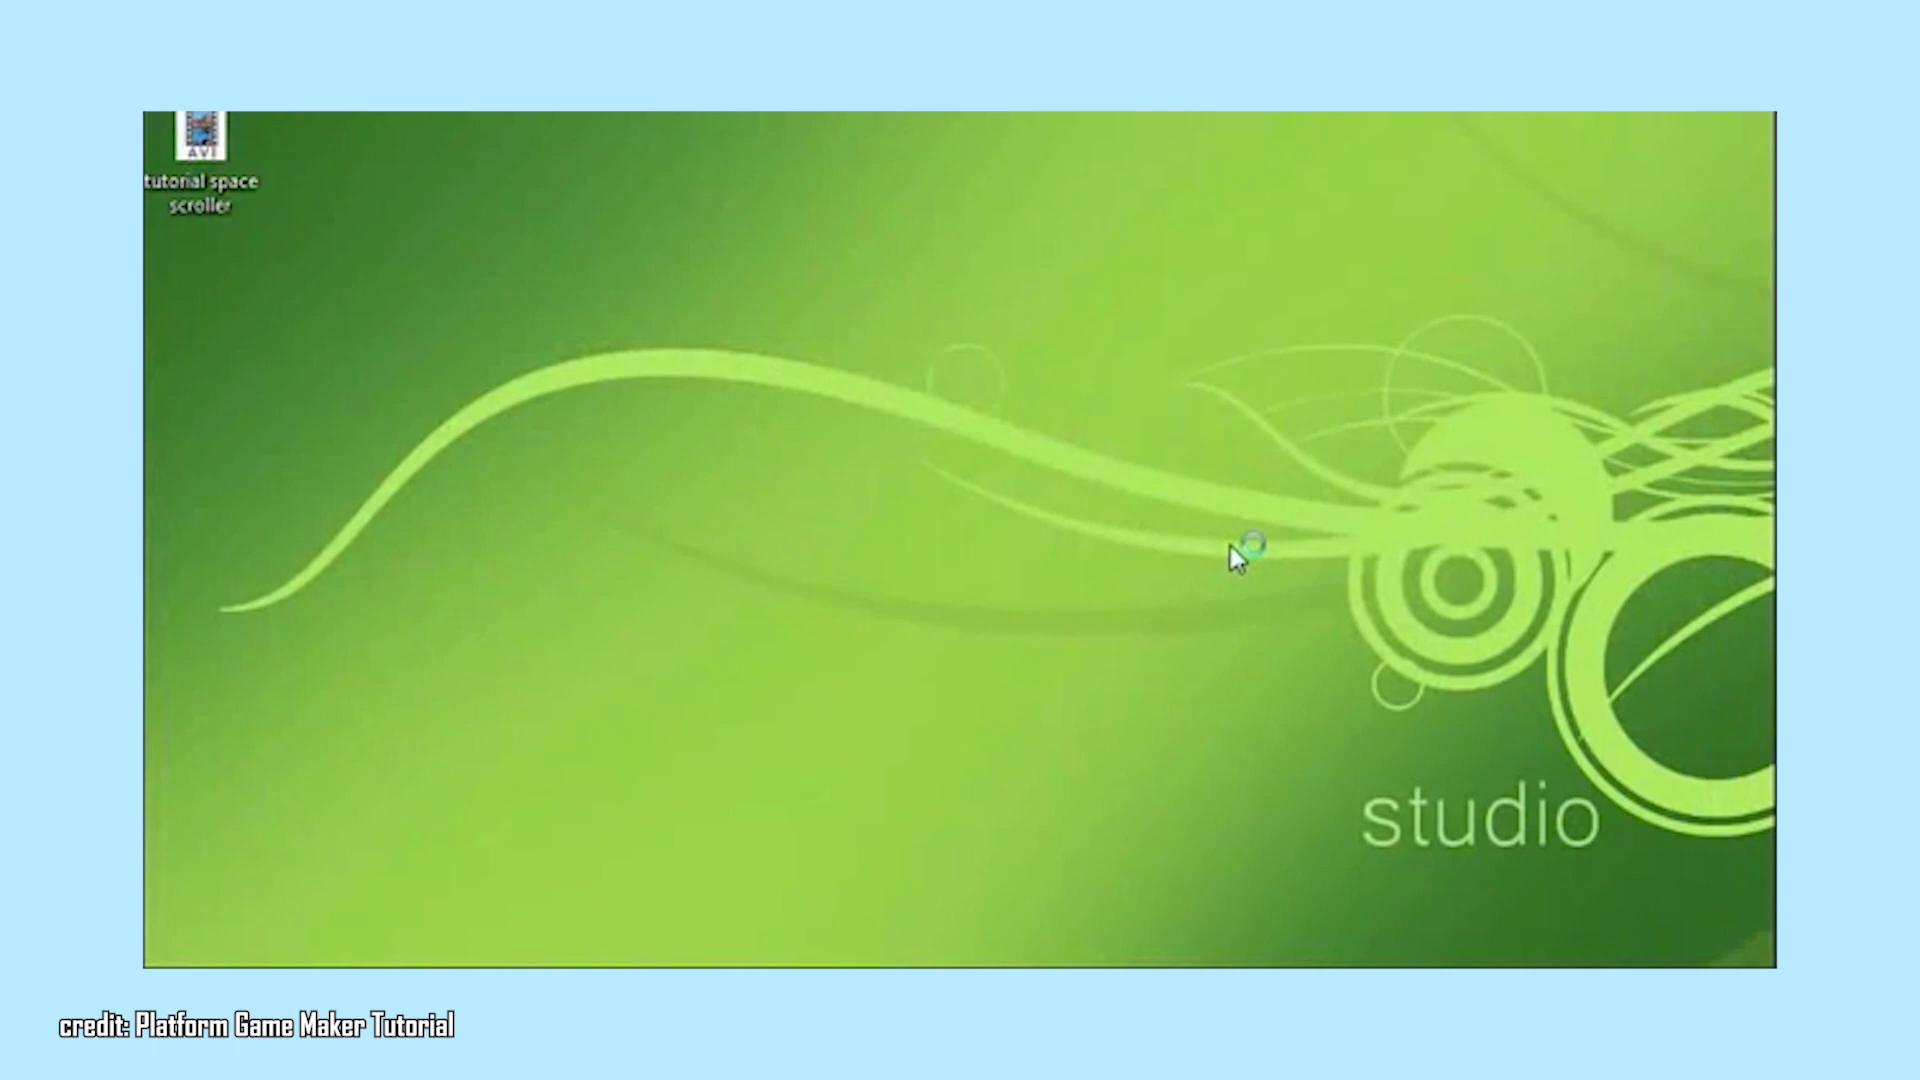 AVI
tutorial space
scroller
studio
credit: Platform Game Maker Tutorial